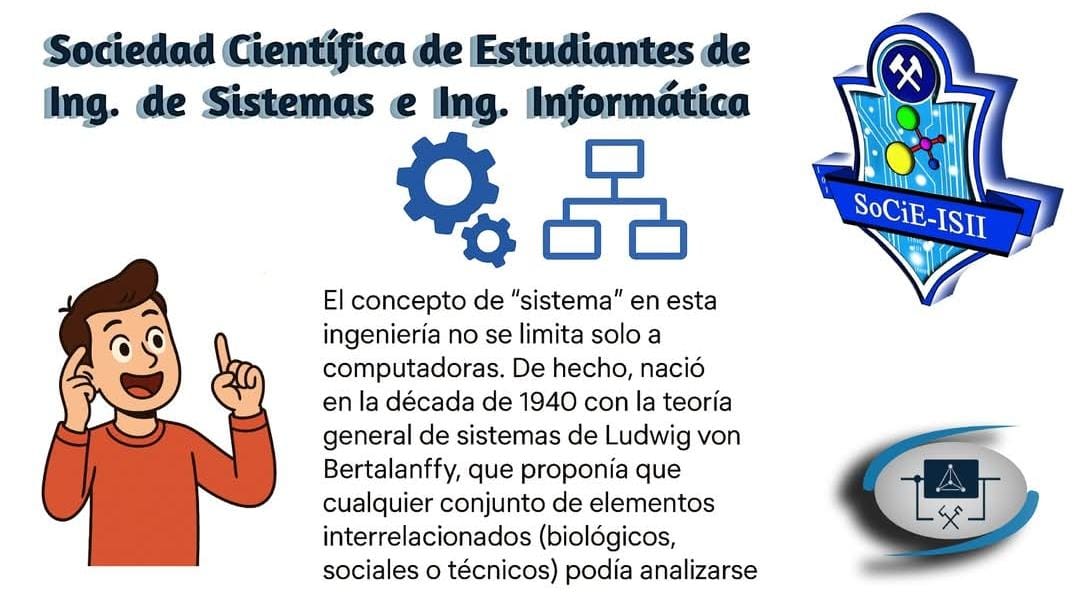 Sociedad Científica de Estudiantes de
Ing. de Sistemas e Ing. Informática
SoCiE-ISII
El concepto de “sistema” en esta
ingeniería no se limita solo a
computadoras. De hecho, nació
en la década de 1940 con la teoría
general de sistemas de Ludwig von
Bertalanffy, que proponía que
cualquier conjunto de elementos
interrelacionados (biológicos,
sociales o técnicos) podía analizarse